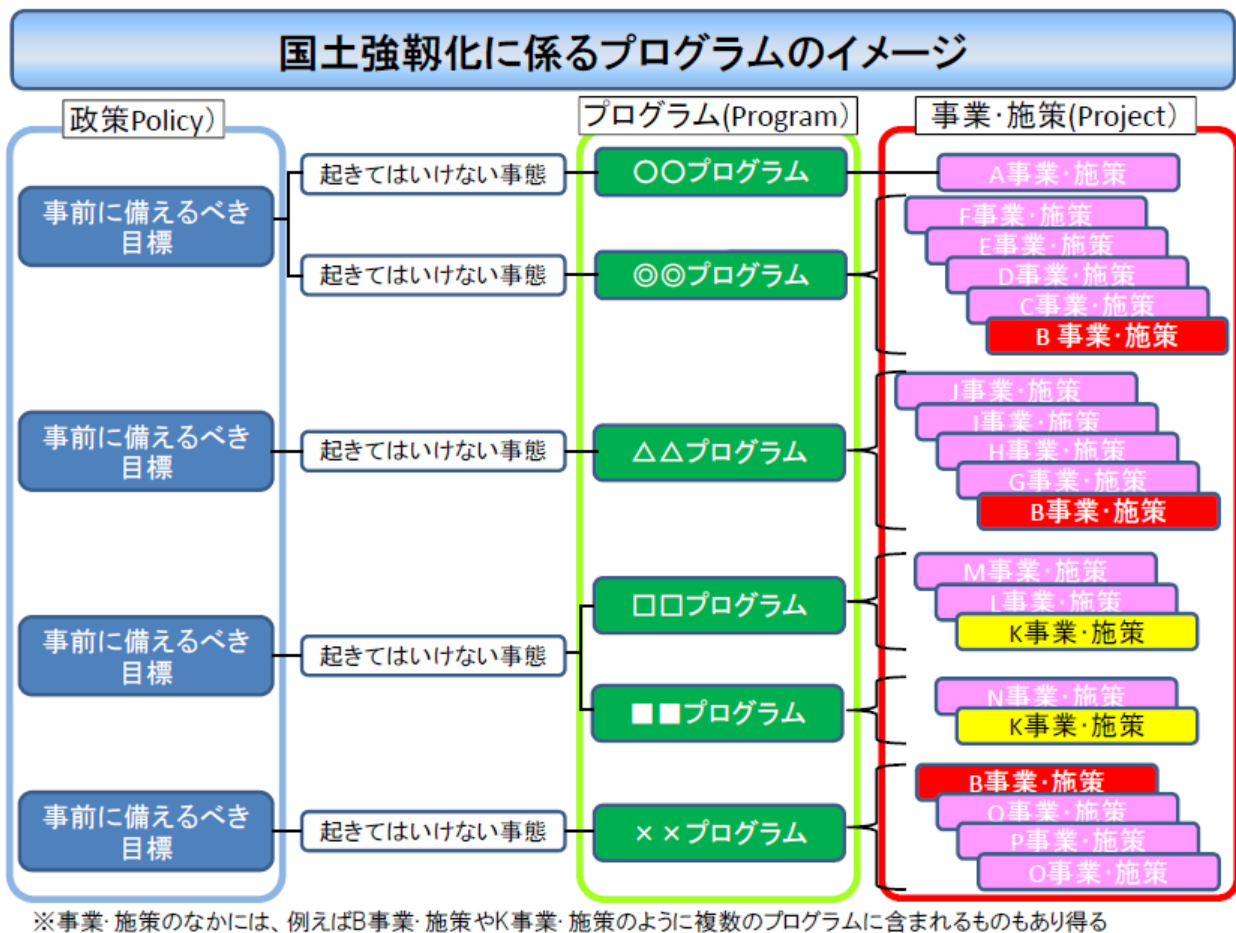 国土強靱化に係るプログラムのイメージ
政策Policy）
プログラム(Program）
事業・施策(Project）
事前に備えるべき
目標
起きてはいけない事態
〇〇プログラム
A事業・施策
起きてはいけない事態
◎◎プログラム
F事業・施策
E事業・施策
D事業・施策
C事業・施策
B 事業・施策
事前に備えるべき
目標
起きてはいけない事態
△△プログラム
J事業・施策
I事業・施策
H事業・施策
G事業・施策
B事業・施策
事前に備えるべき
目標
起きてはいけない事態
□□プログラム
M事業・施策
L事業・施策
K事業・施策
■■プログラム
N事業・施策
K事業・施策
事前に備えるべき
目標
起きてはいけない事態
××プログラム
B事業・施策
Q事業・施策
P事業・施策
O事業・施策
※事業・施策のなかには、例えばB事業・施策やK事業・施策のように複数のプログラムに含まれるものもあり得る